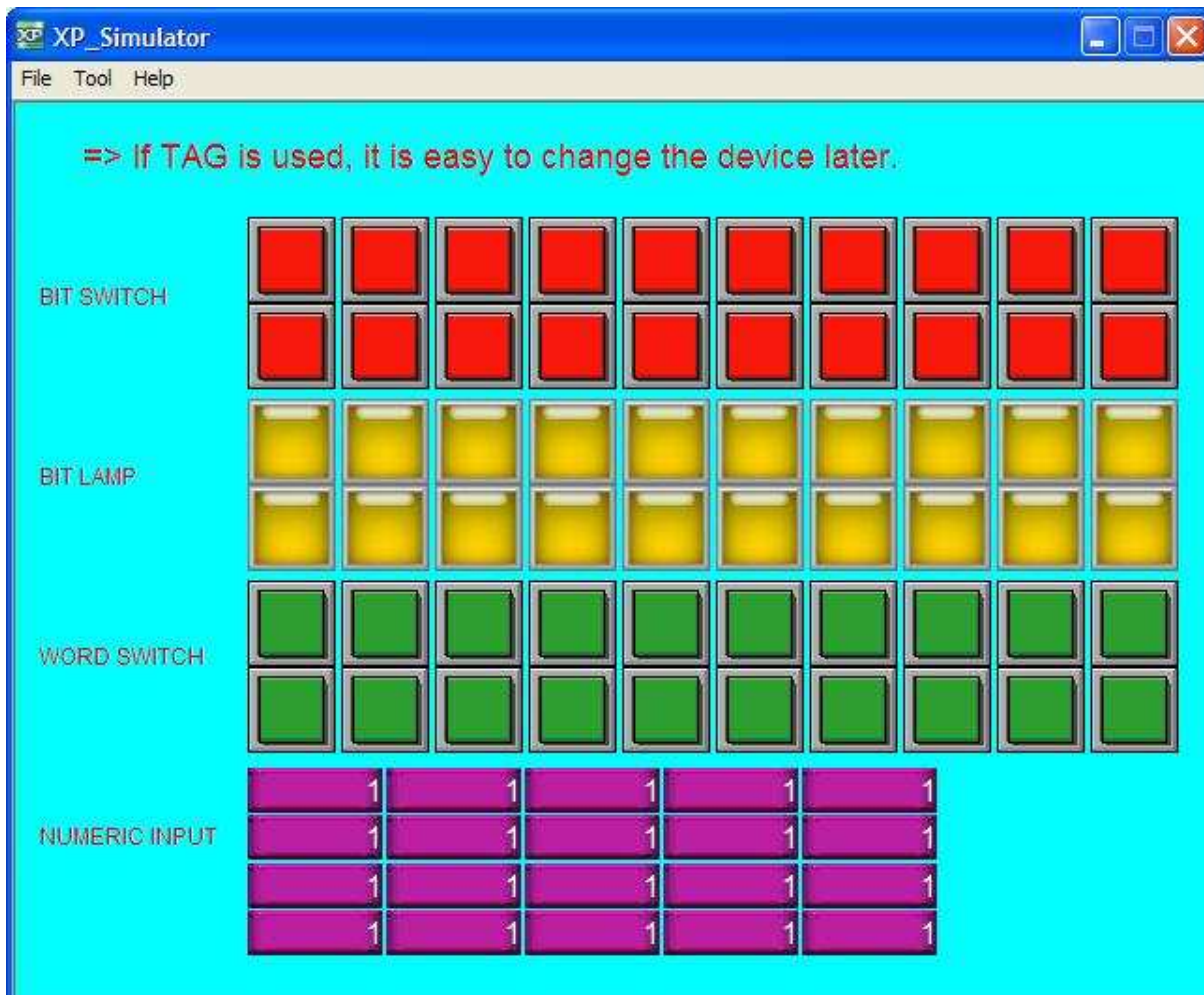 XP XP_Simulator
File Tool Help
=> If TAG is used, it is easy to change the device later.
BIT SWITCH
BIT LAMP
WORD SWITCH
1 1 1 1 1
NUMERIC INPUT
1 1 1 1 1
1 1 1 1 1
1 1 1 1 1